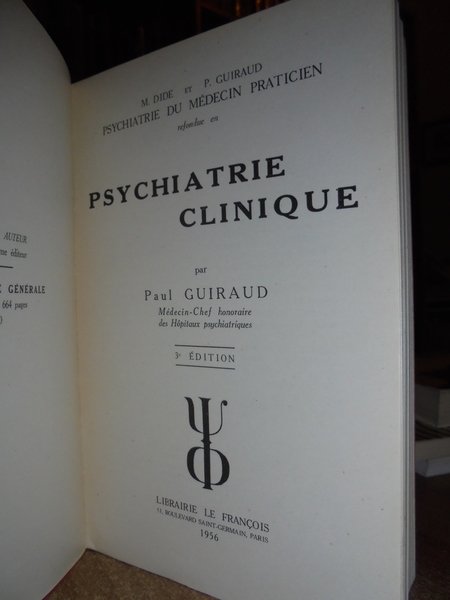 AUTEUR
me éditeur
GÉNÉRALE
664 pages
M. DIDE ET P. GUIRAUD
PSYCHIATRIE DU MÉDECIN PRATICIEN
refondue en
PSYCHIATRIE
CLINIQUE
par
Paul GUIRAUD
Médecin-Chef honoraire
des Hôpitaux psychiatriques
3e ÉDITION
ΨΦ
LIBRAIRIE LE FRANÇOIS
91, BOULEVARD SAINT-GERMAIN, PARIS
1956